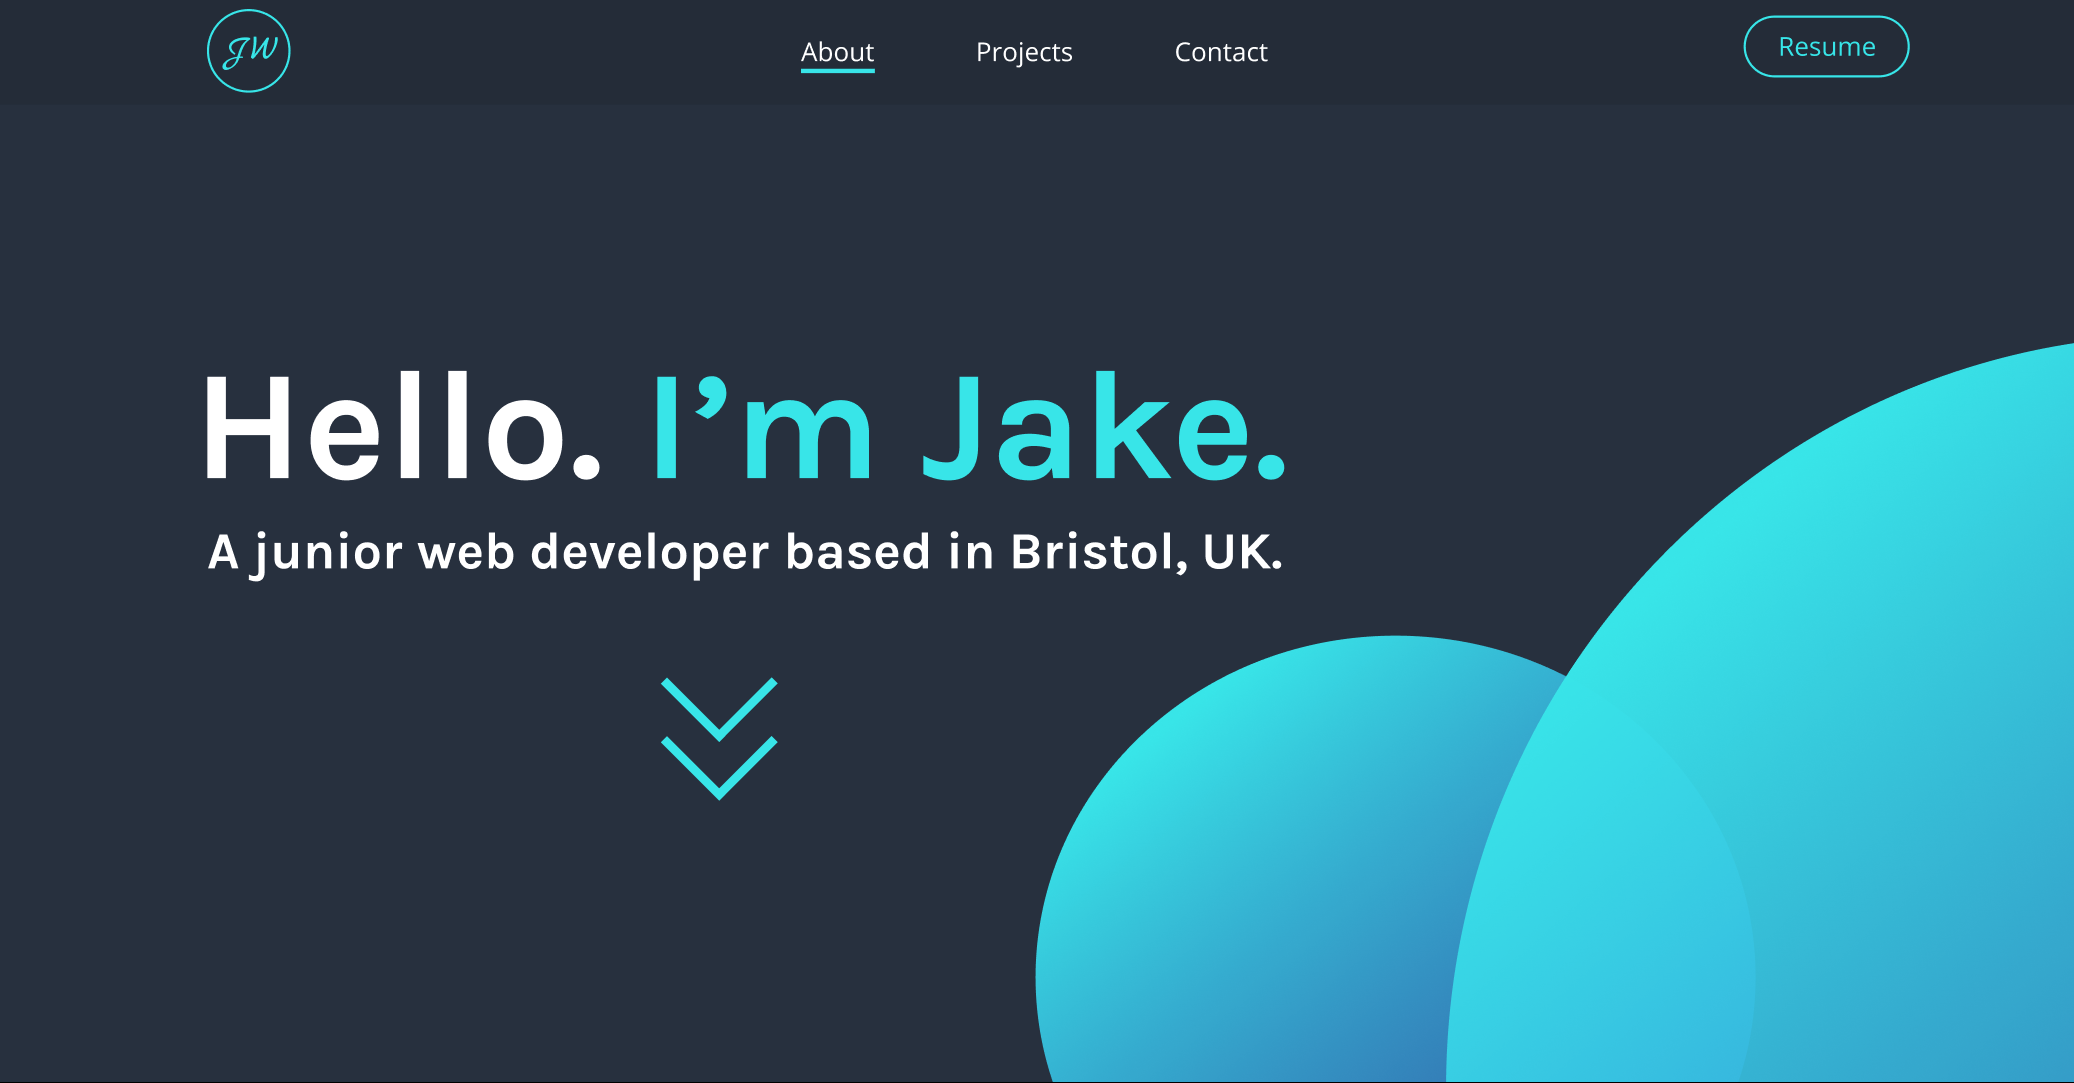 JW
About Projects Contact
Resume
Hello. I’m Jake.
A junior web developer based in Bristol, UK.